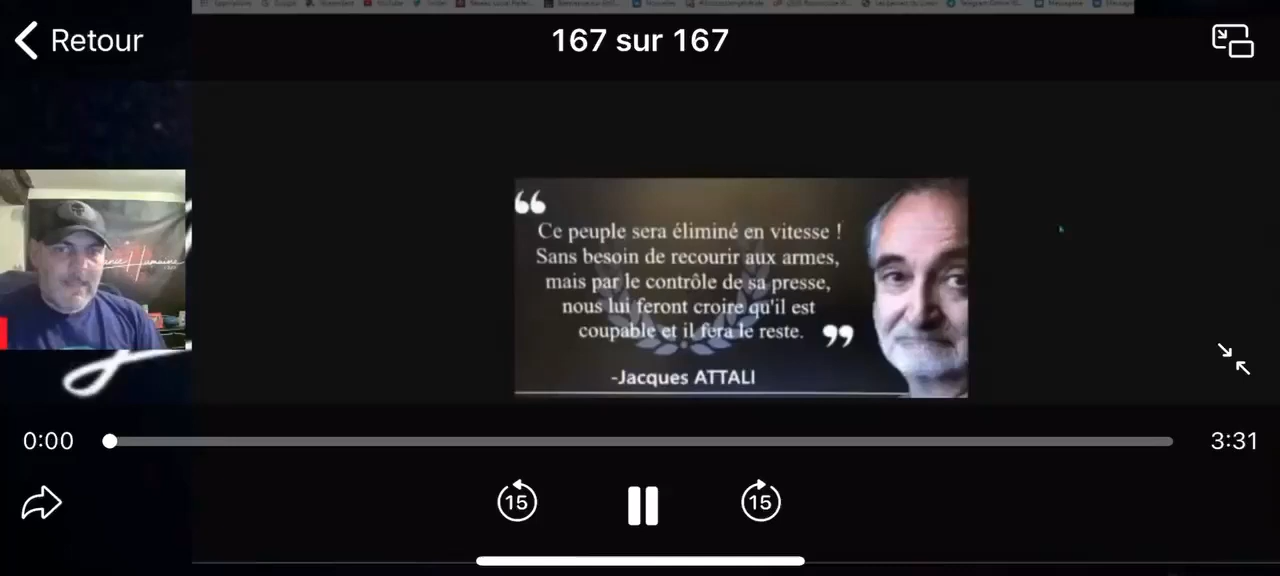 Retour
167 sur 167
“
Ce peuple sera éliminé en vitesse !
Sans besoin de recourir aux armes,
mais par le contrôle de sa presse,
nous lui feront croire qu'il est
coupable et il fera le reste. ”
-Jacques ATTALI
0:00
3:31
15
15